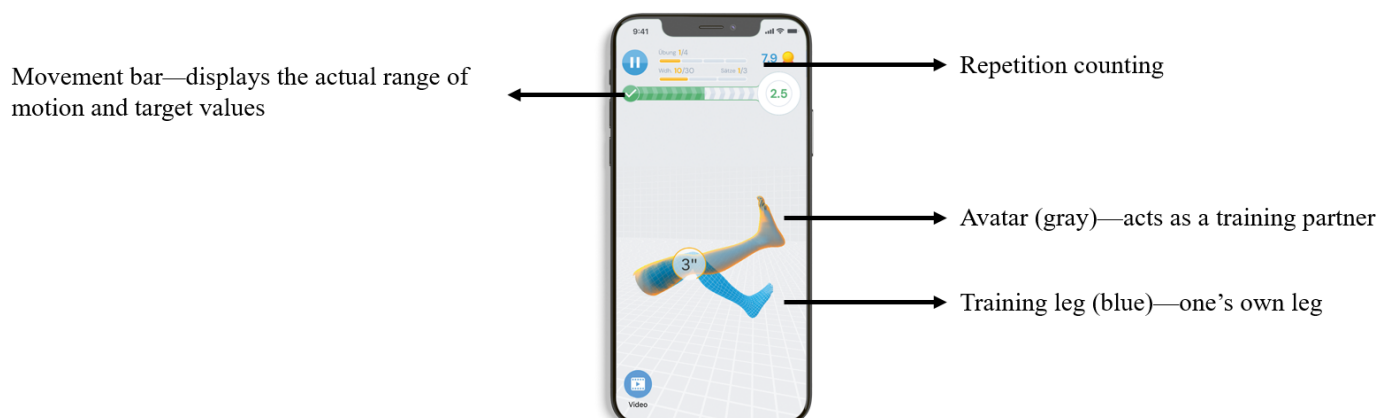 Movement bar—displays the actual range of
motion and target values
9:41
Übung 1/4
7.9
Wdh. 10/30 Sätze 1/3
2.5
3"
Video
Repetition counting
Avatar (gray)—acts as a training partner
Training leg (blue)—one’s own leg